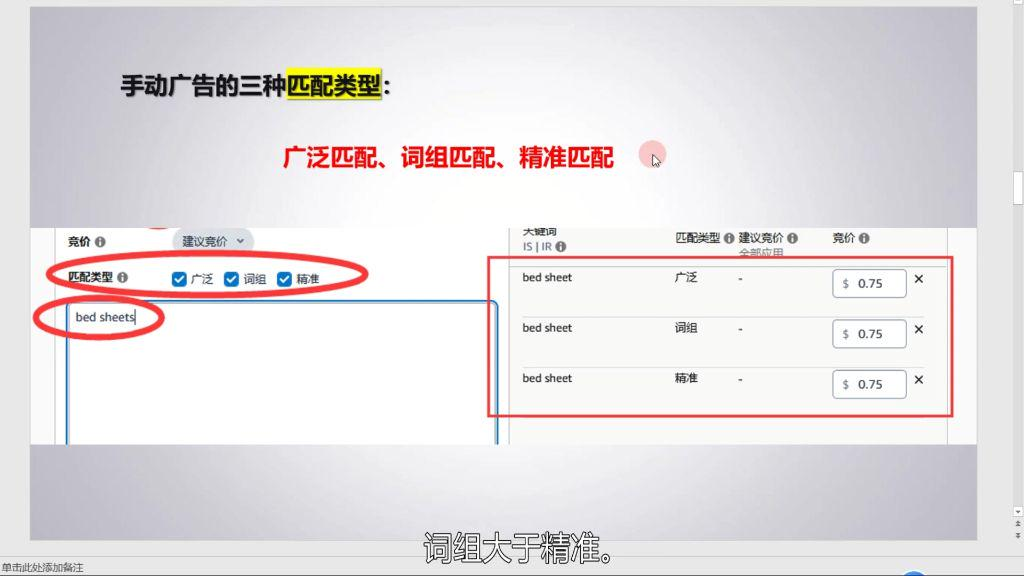 手动广告的三种匹配类型：
广泛匹配、词组匹配、精准匹配
竞价 建议竞价
匹配类型 广泛 词组 精准
bed sheets
关键词 匹配类型 建议竞价 竞价
IS | IR 全部应用
bed sheet 广泛 - $ 0.75 ×
bed sheet 词组 - $ 0.75 ×
bed sheet 精准 - $ 0.75 ×
词组大于精准。
单击此处添加备注